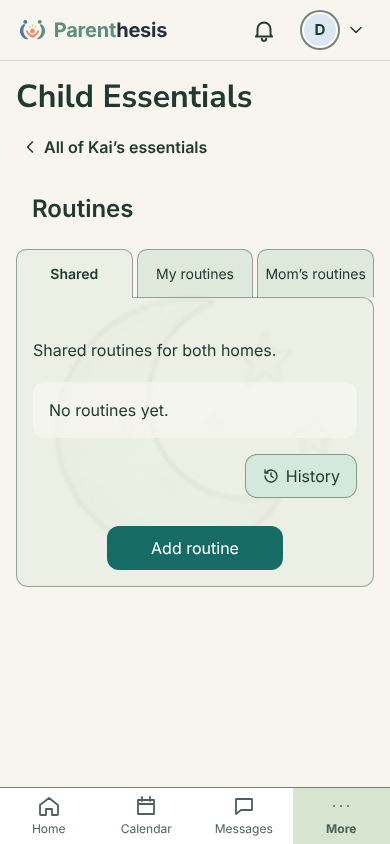 Parenthesis
D
Child Essentials
All of Kai’s essentials
Routines
Shared
My routines
Mom’s routines
Shared routines for both homes.
No routines yet.
History
Add routine
Home
Calendar
Messages
More